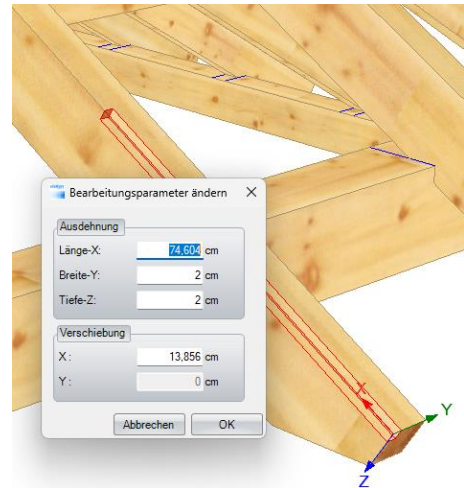 Bearbeitungsparameter ändern
Ausdehnung
Länge-X: 74,604 cm
Breite-Y: 2 cm
Tiefe-Z: 2 cm
Verschiebung
X : 13,856 cm
Y : 0 cm
Abbrechen OK
X
Y
Z